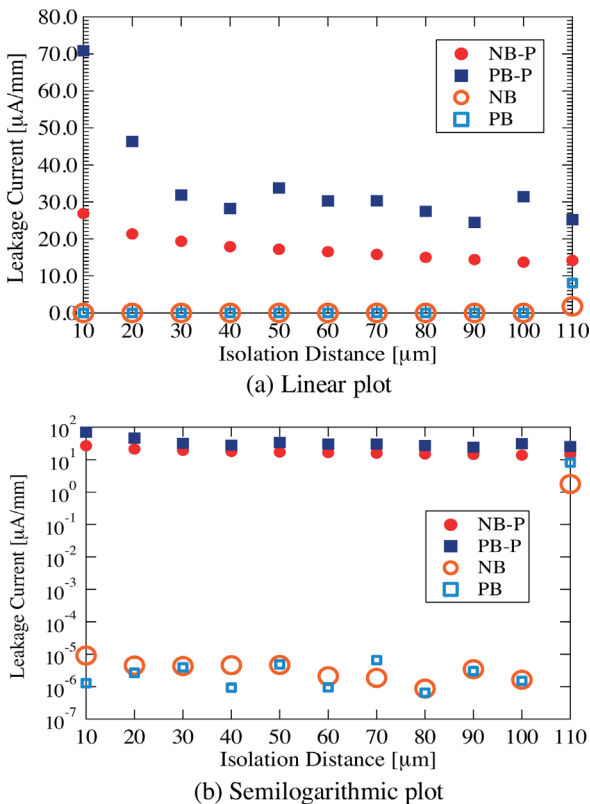 80.0
70.0
60.0
50.0
40.0
30.0
20.0
10.0
0.0
Leakage Current [µA/mm]
NB-P
PB-P
NB
PB
10 20 30 40 50 60 70 80 90 100 110
Isolation Distance [µm]
(a) Linear plot
10²
10¹
10⁰
10⁻¹
10⁻²
10⁻³
10⁻⁴
10⁻⁵
10⁻⁶
10⁻⁷
Leakage Current [µA/mm]
NB-P
PB-P
NB
PB
10 20 30 40 50 60 70 80 90 100 110
Isolation Distance [µm]
(b) Semilogarithmic plot